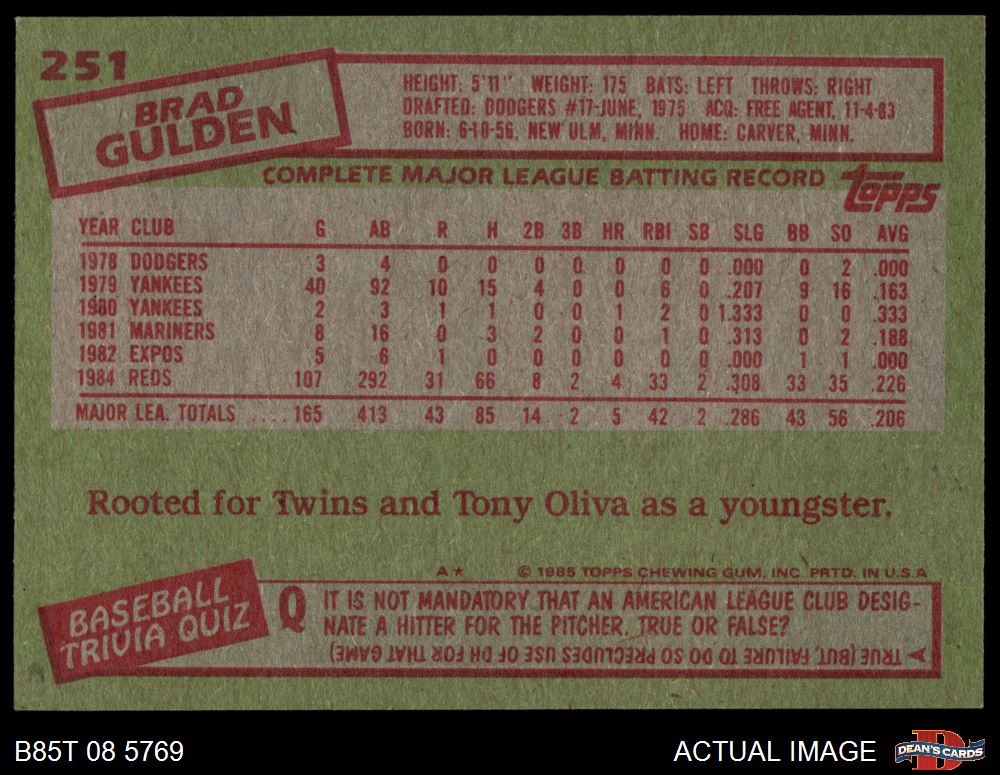 251
BRAD
GULDEN
HEIGHT: 5'11" WEIGHT: 175 BATS: LEFT THROWS: RIGHT
DRAFTED: DODGERS #17-JUNE, 1975 ACQ: FREE AGENT, 11-4-83
BORN: 6-10-56, NEW ULM, MINN. HOME: CARVER, MINN.
COMPLETE MAJOR LEAGUE BATTING RECORD
topps
YEAR CLUB G AB R H 2B 3B HR RBI SB SLG BB SO AVG
1978 DODGERS 3 4 0 0 0 0 0 0 0 .000 0 2 .000
1979 YANKEES 40 92 10 15 4 0 0 6 0 .207 9 16 .163
1980 YANKEES 2 3 1 1 0 0 1 2 0 1.333 0 0 .333
1981 MARINERS 8 16 0 3 2 0 0 1 0 .313 0 2 .188
1982 EXPOS 5 6 1 0 0 0 0 0 0 .000 1 1 .000
1984 REDS 107 292 31 66 8 2 4 33 2 .308 33 35 .226
MAJOR LEA. TOTALS .... 165 413 43 85 14 2 5 42 2 .286 43 56 .206
Rooted for Twins and Tony Oliva as a youngster.
A* © 1985 TOPPS CHEWING GUM, INC. PRTD. IN U.S.A
BASEBALL
TRIVIA QUIZ
Q IT IS NOT MANDATORY THAT AN AMERICAN LEAGUE CLUB DESIG-
NATE A HITTER FOR THE PITCHER. TRUE OR FALSE?
A TRUE (BUT, FAILURE TO DO SO PRECLUDES USE OF DH FOR THAT GAME)
B85T 08 5769
ACTUAL IMAGE
D
DEAN'S CARDS